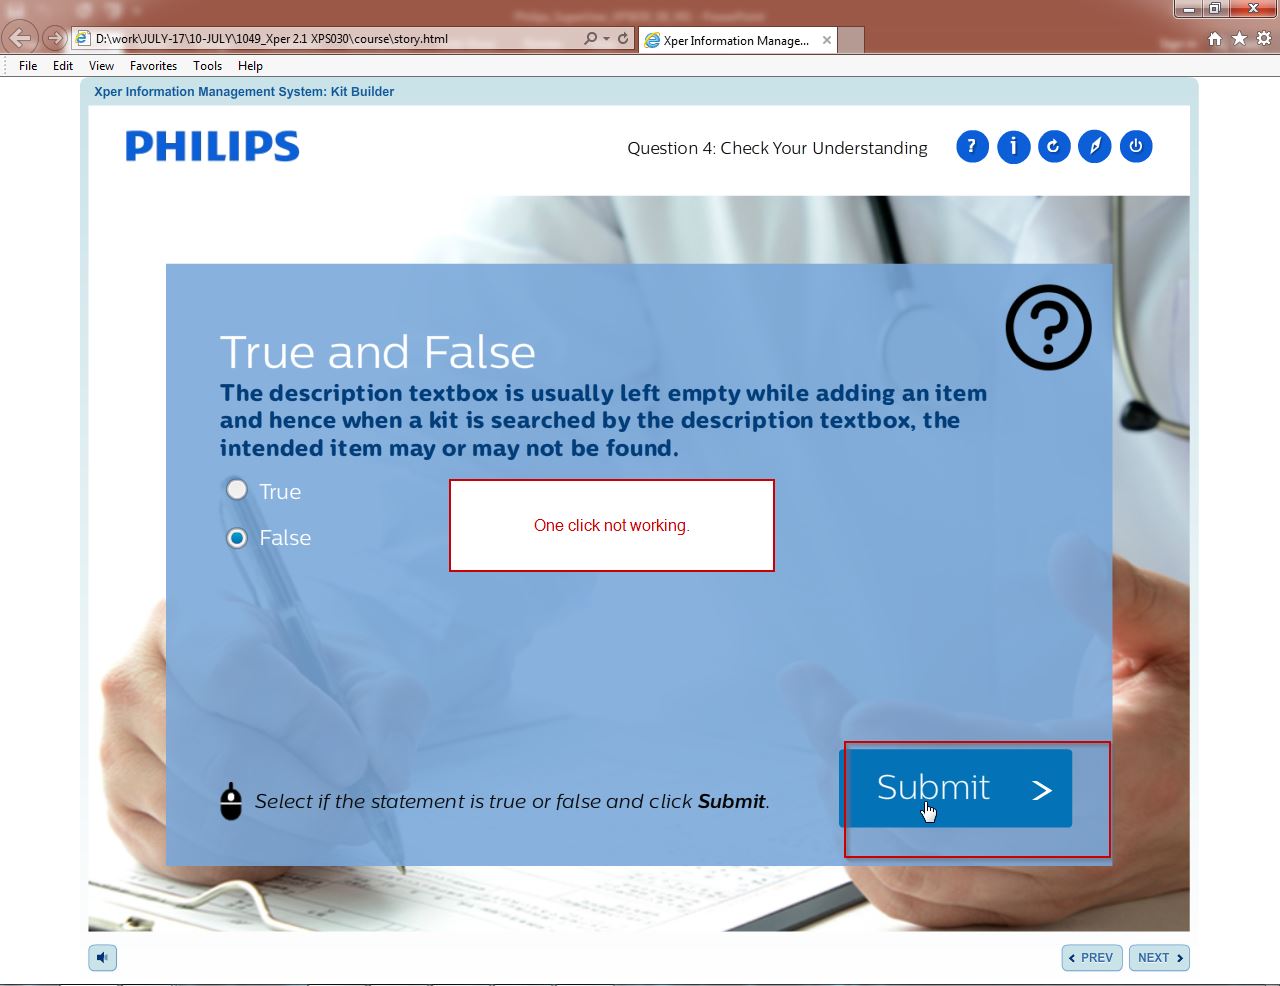 D:\work\JULY-17\10-JULY\1049_Xper 2.1 XPS030\course\story.html
Xper Information Manage...
File Edit View Favorites Tools Help
Xper Information Management System: Kit Builder
PHILIPS
Question 4: Check Your Understanding
?
i
?
True and False
The description textbox is usually left empty while adding an item
and hence when a kit is searched by the description textbox, the
intended item may or may not be found.
True
One click not working.
False
Submit >
Select if the statement is true or false and click Submit.
PREV NEXT